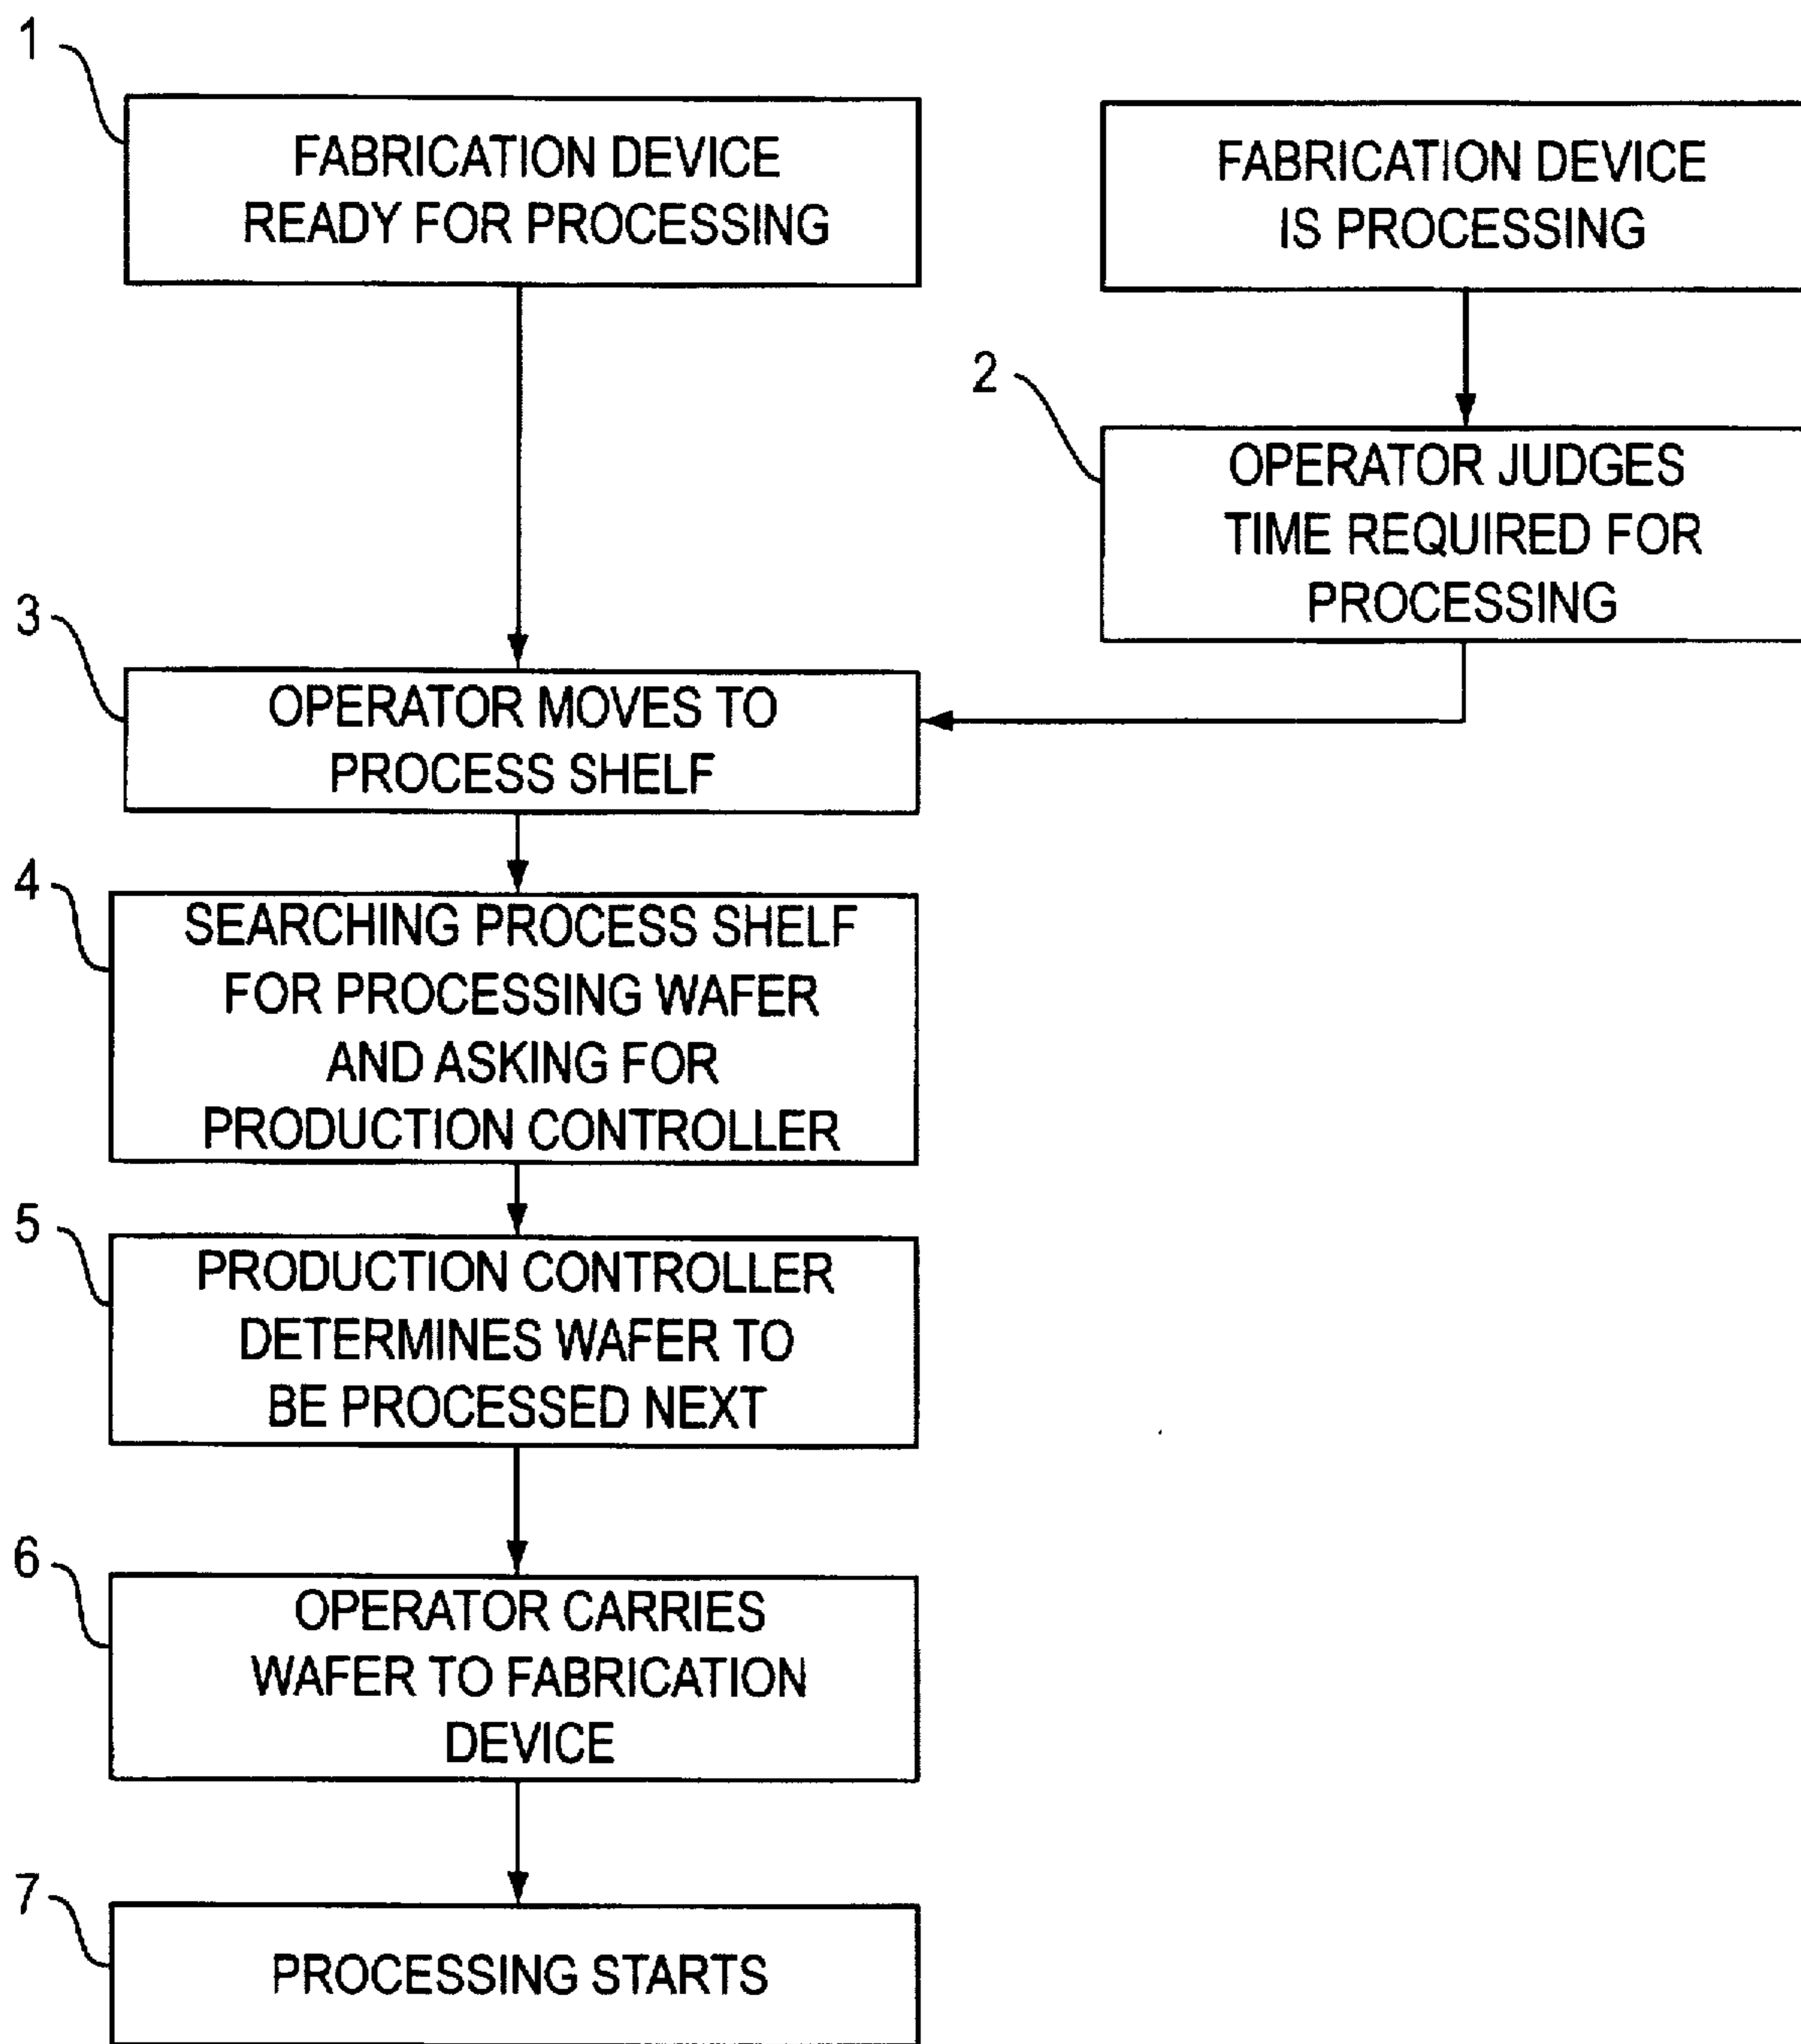 1
FABRICATION DEVICE
READY FOR PROCESSING
FABRICATION DEVICE
IS PROCESSING
2
OPERATOR JUDGES
TIME REQUIRED FOR
PROCESSING
3
OPERATOR MOVES TO
PROCESS SHELF
4
SEARCHING PROCESS SHELF
FOR PROCESSING WAFER
AND ASKING FOR
PRODUCTION CONTROLLER
5
PRODUCTION CONTROLLER
DETERMINES WAFER TO
BE PROCESSED NEXT
6
OPERATOR CARRIES
WAFER TO FABRICATION
DEVICE
7
PROCESSING STARTS